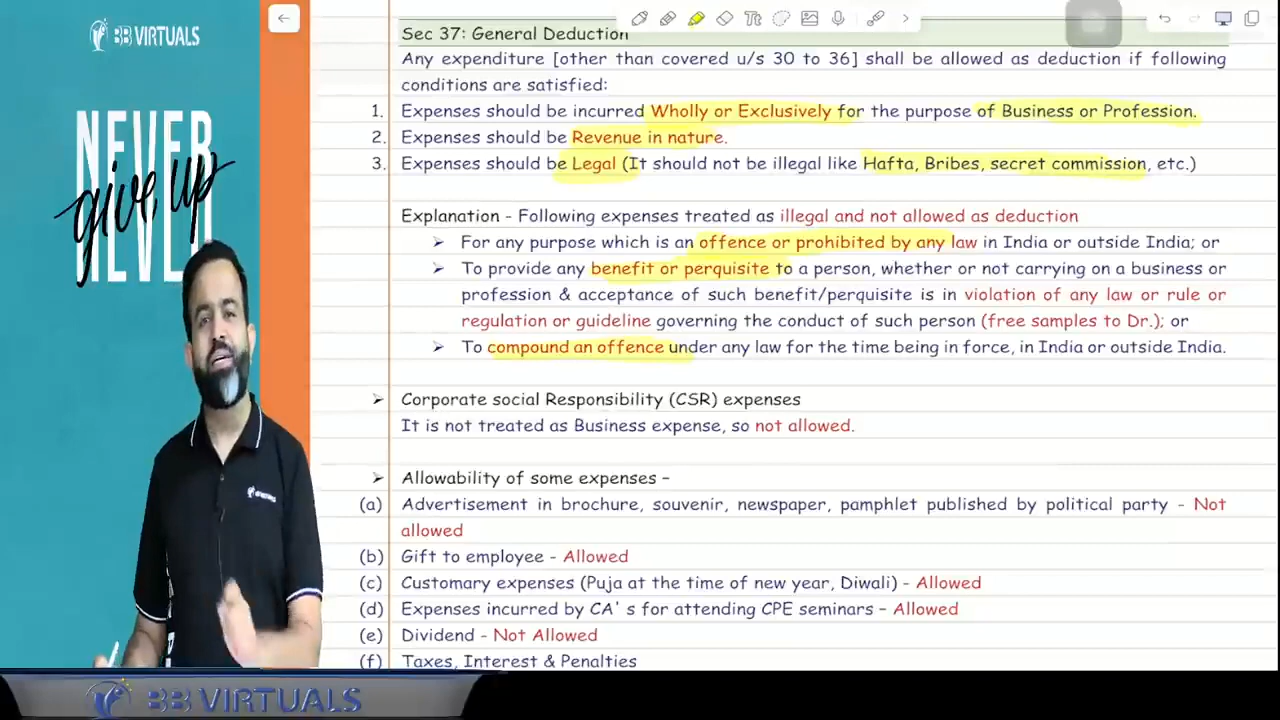 BB VIRTUALS
NEVER
give up
NEVER
Sec 37: General Deduction
Any expenditure [other than covered u/s 30 to 36] shall be allowed as deduction if following
conditions are satisfied:
1. Expenses should be incurred Wholly or Exclusively for the purpose of Business or Profession.
2. Expenses should be Revenue in nature.
3. Expenses should be Legal (It should not be illegal like Hafta, Bribes, secret commission, etc.)
Explanation - Following expenses treated as illegal and not allowed as deduction
➢ For any purpose which is an offence or prohibited by any law in India or outside India; or
➢ To provide any benefit or perquisite to a person, whether or not carrying on a business or
profession & acceptance of such benefit/perquisite is in violation of any law or rule or
regulation or guideline governing the conduct of such person (free samples to Dr.); or
➢ To compound an offence under any law for the time being in force, in India or outside India.
➢ Corporate social Responsibility (CSR) expenses
It is not treated as Business expense, so not allowed.
➢ Allowability of some expenses –
(a) Advertisement in brochure, souvenir, newspaper, pamphlet published by political party - Not
allowed
(b) Gift to employee - Allowed
(c) Customary expenses (Puja at the time of new year, Diwali) - Allowed
(d) Expenses incurred by CA' s for attending CPE seminars – Allowed
(e) Dividend - Not Allowed
(f) Taxes, Interest & Penalties
BB VIRTUALS